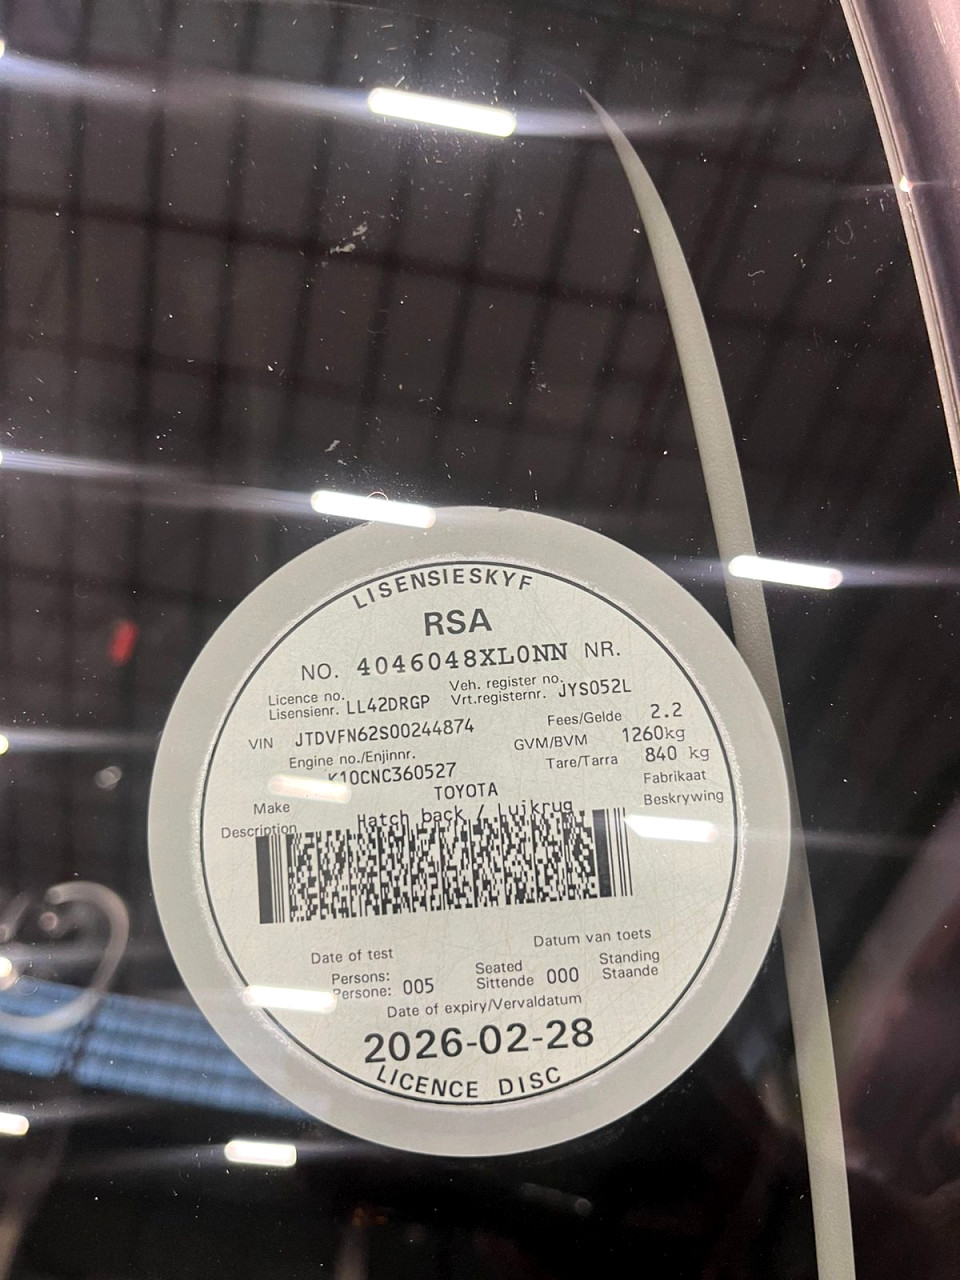 LISENSIESKYF
RSA
NO. 4046048XL0NN NR.
Licence no. Lisensienr. LL42DRGP Veh. register no. Vrt.registernr. JYS052L
VIN JTDVFN62S00244874 Fees/Gelde 2.2
Engine no./Enjinnr. GVM/BVM 1260kg
K10CNC360527 Tare/Tarra 840 kg
Make TOYOTA Fabrikaat
Description Hatch back / Luikrug Beskrywing
Date of test Datum van toets
Persons: Persone: 005 Seated Sittende 000 Standing Staande
Date of expiry/Vervaldatum
2026-02-28
LICENCE DISC